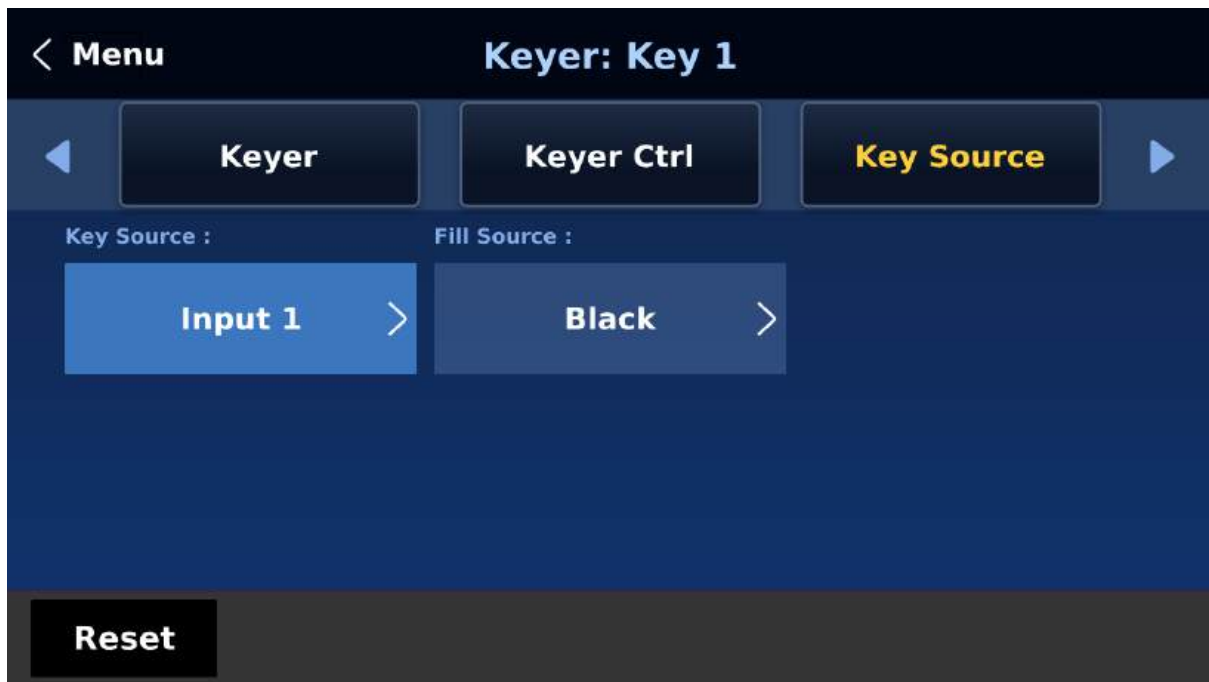 Menu
Keyer: Key 1
Keyer
Keyer Ctrl
Key Source
Key Source :
Fill Source :
Input 1
Black
Reset